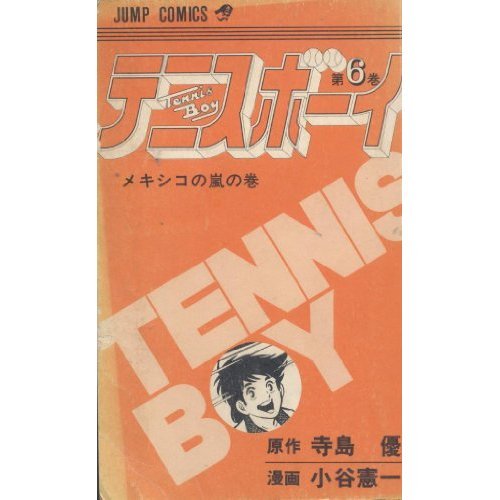 JUMP COMICS
テニスボーイ
Tennis
Boy
第6巻
メキシコの嵐の巻
TENNIS
BOY
原作 寺島 優
漫画 小谷憲一